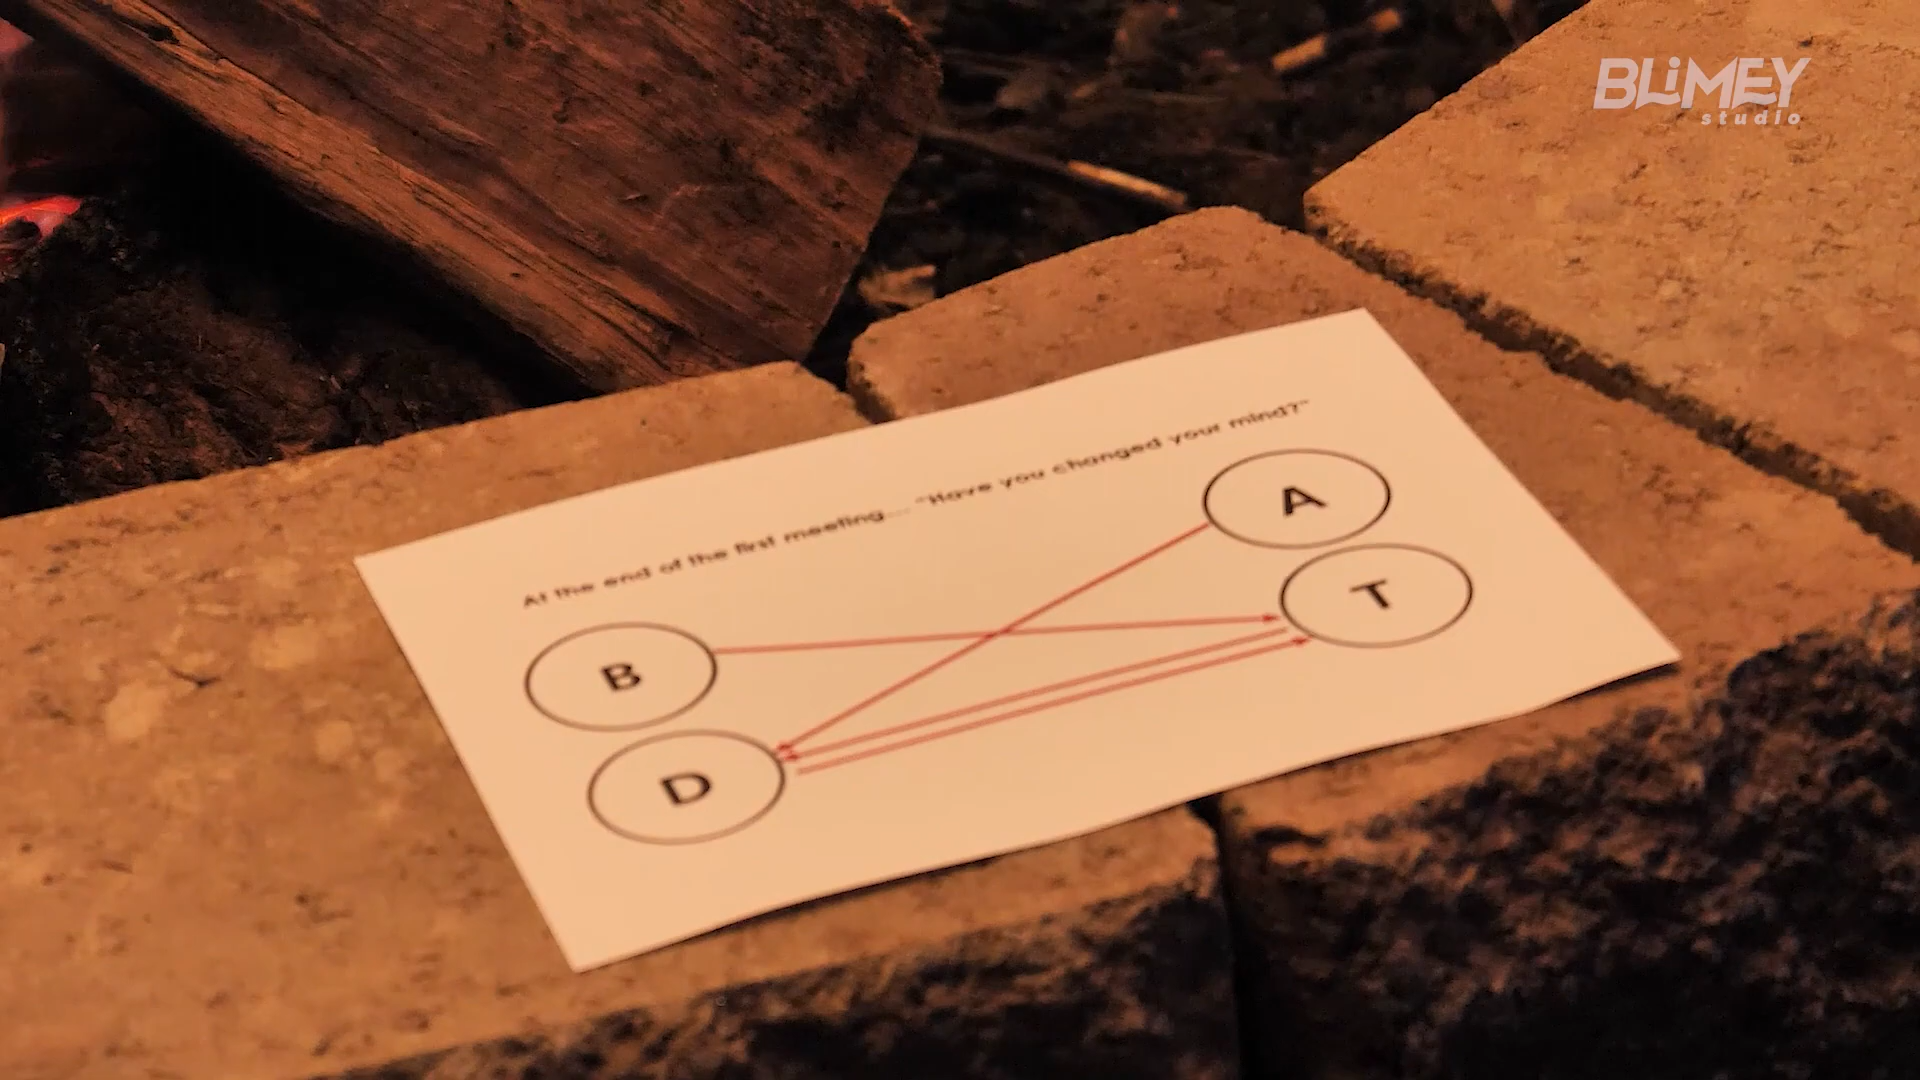 BLiMEY
studio
At the end of the first meeting... "Have you changed your mind?"
A
T
B
D